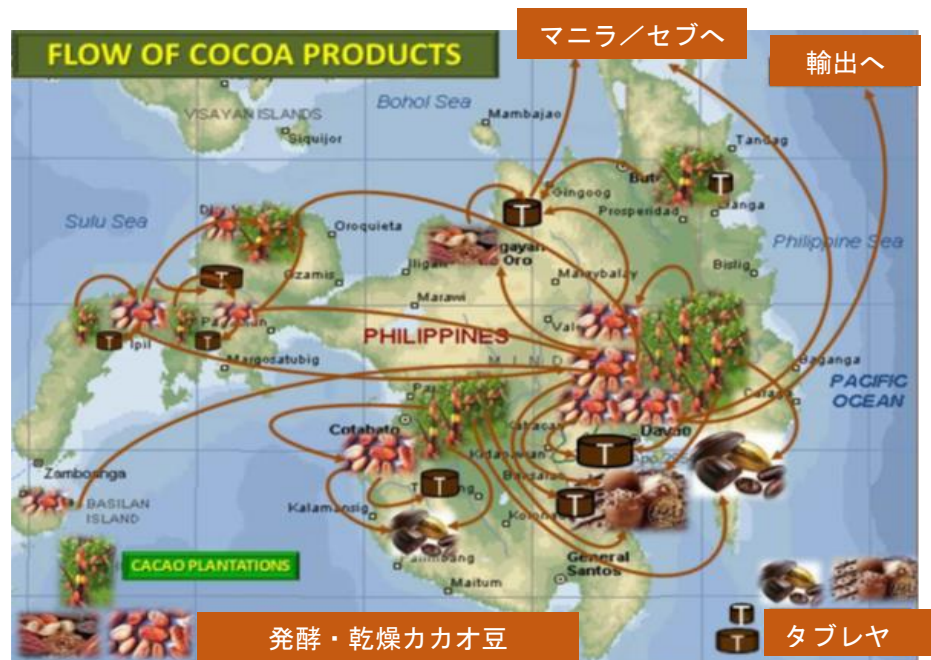 マニラ／セブへ
輸出へ
FLOW OF COCOA PRODUCTS
Bohol Sea
VISAYAN ISLANDS
Siquijor
Mambajao
Tandag
Gingoog
Prosperidad
Sulu Sea
Oroquieta
Philippine Sea
Iligan
Oro
Ozamis
Malaybalay
Bislig
Marawi
T
Ipil
PHILIPPINES
Margosatubig
Baganga
PACIFIC
OCEAN
Cotabato
Davao
Kidapawan
Zamboanga
BASILAN
ISLAND
Kalamansig
General
Santos
Maitum
CACAO PLANTATIONS
発酵・乾燥カカオ豆
タブレヤ